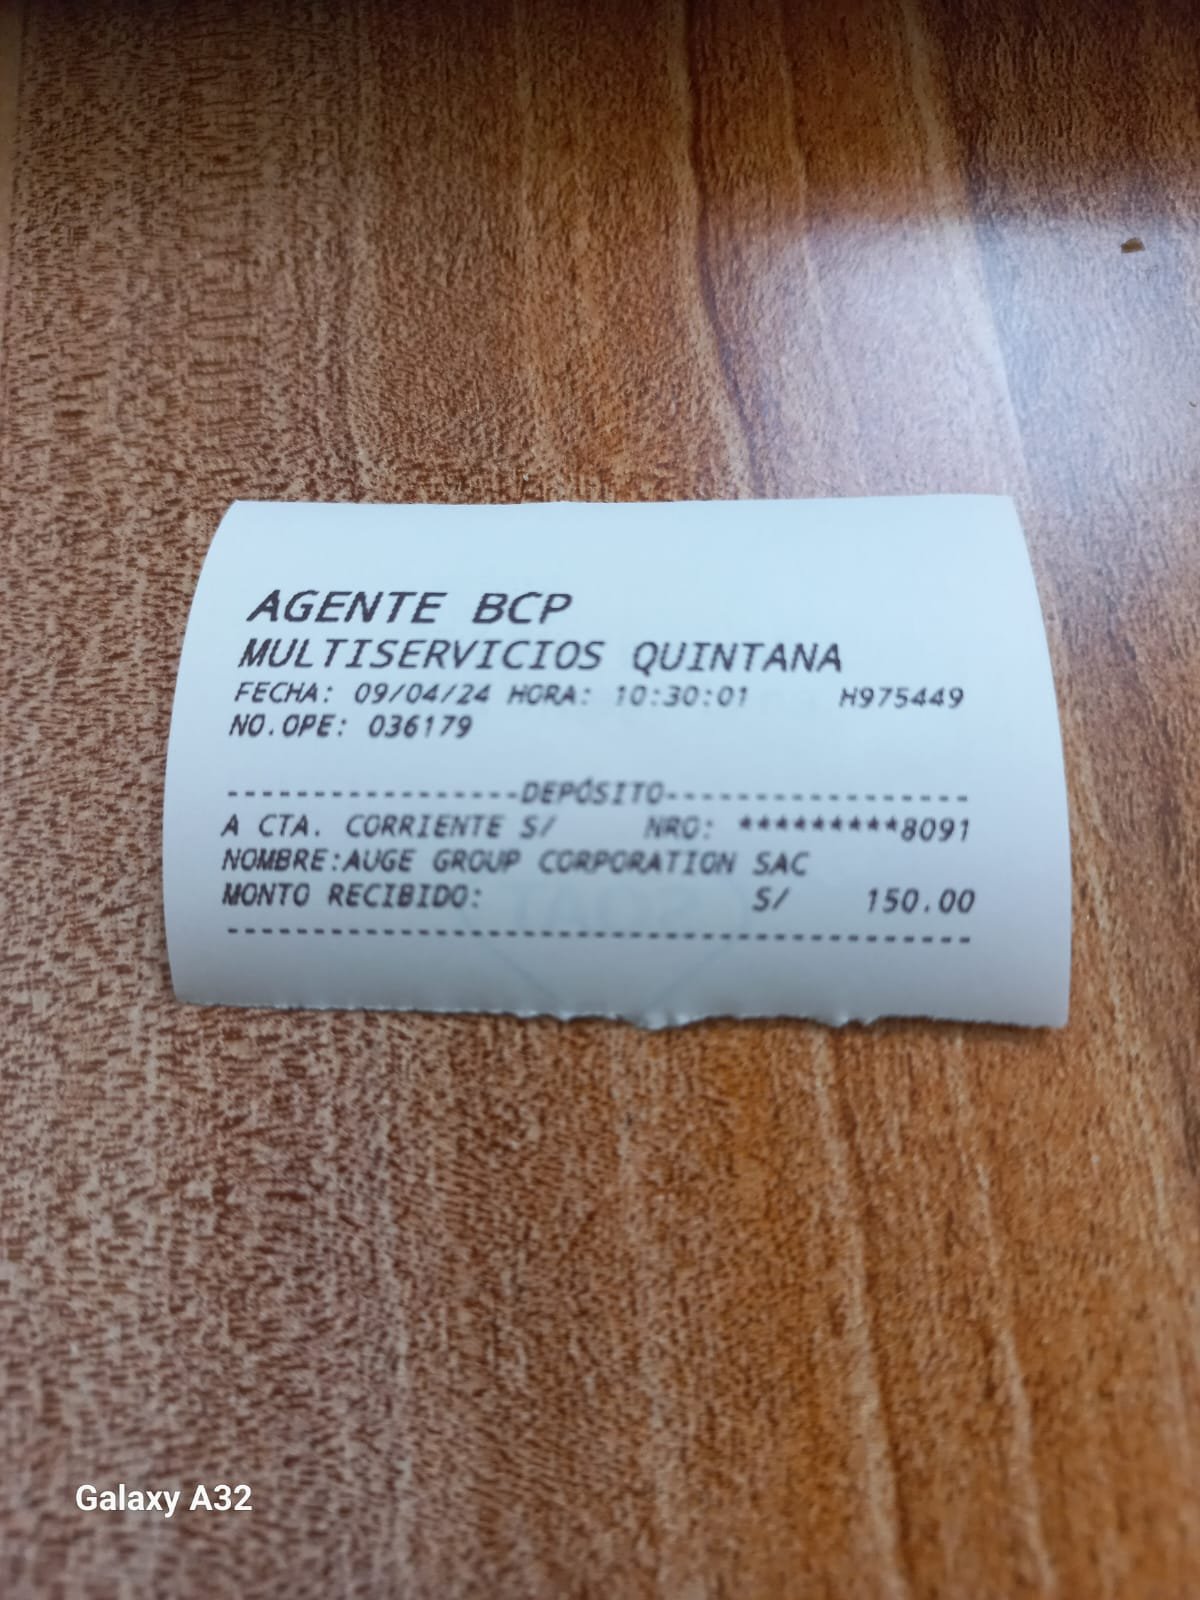 AGENTE BCP
MULTISERVICIOS QUINTANA
FECHA: 09/04/24 HORA: 10:30:01 H975449
NO.OPE: 036179
-----------------DEPÓSITO------------------
A CTA. CORRIENTE S/ NRO: *********8091
NOMBRE:AUGE GROUP CORPORATION SAC
MONTO RECIBIDO: S/ 150.00
-------------------------------------------
Galaxy A32